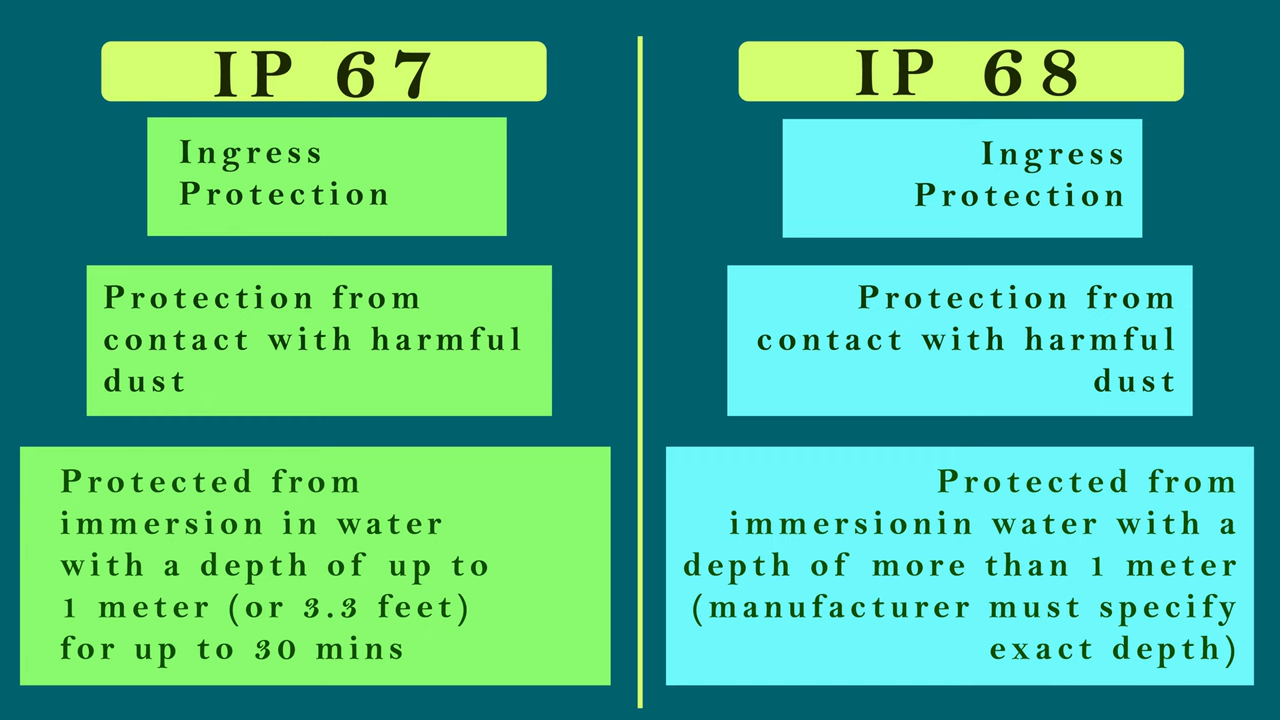 IP 67
Ingress
Protection
Protection from
contact with harmful
dust
Protected from
immersion in water
with a depth of up to
1 meter (or 3.3 feet)
for up to 30 mins
IP 68
Ingress
Protection
Protection from
contact with harmful
dust
Protected from
immersionin water with a
depth of more than 1 meter
(manufacturer must specify
exact depth)